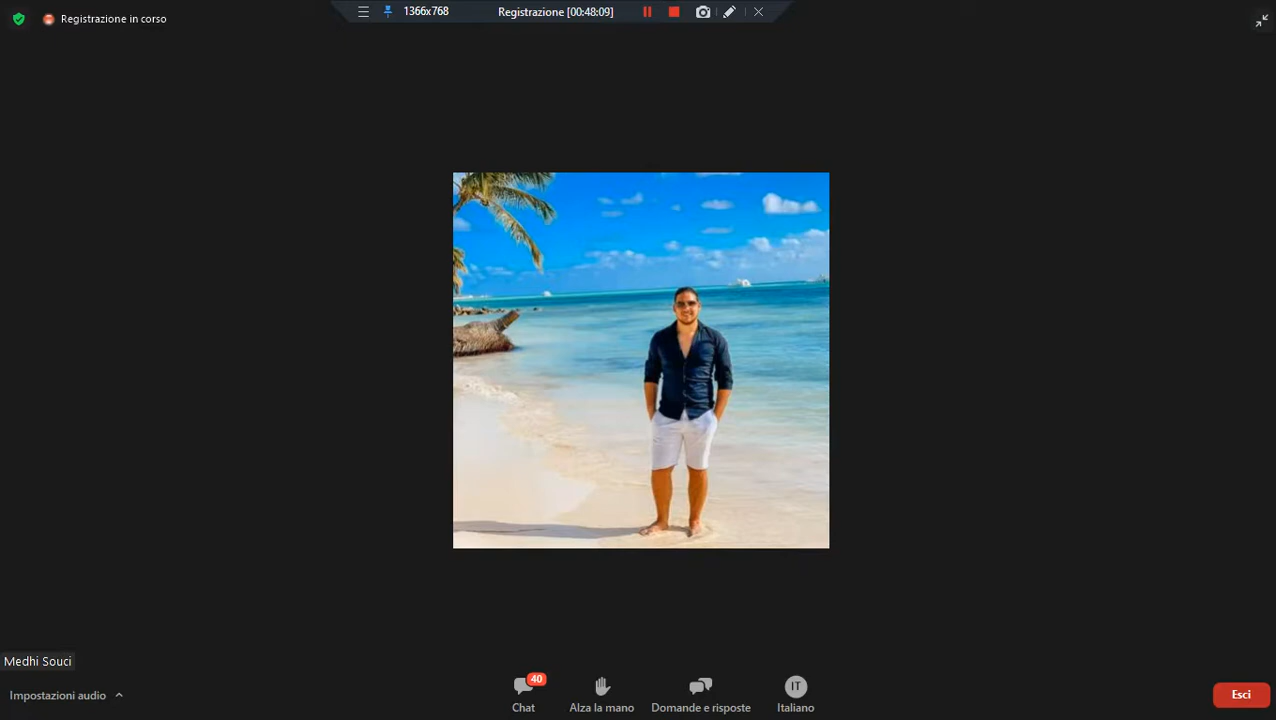 Registrazione in corso
1366x768
Registrazione [00:48:09]
Medhi Souci
Impostazioni audio
40
Chat
Alza la mano
Domande e risposte
IT
Italiano
Esci